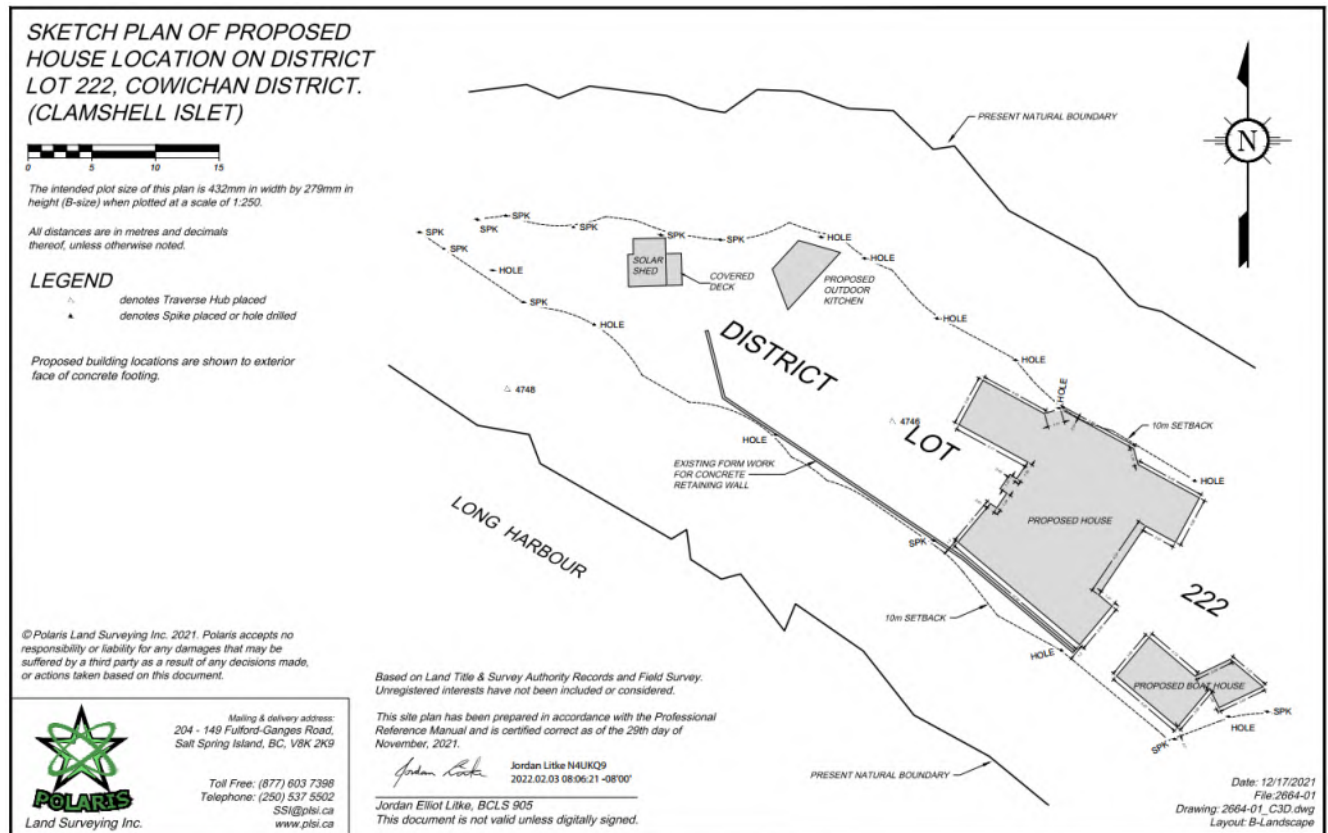 SKETCH PLAN OF PROPOSED
HOUSE LOCATION ON DISTRICT
LOT 222, COWICHAN DISTRICT.
(CLAMSHELL ISLET)
0 5 10 15
The intended plot size of this plan is 432mm in width by 279mm in
height (B-size) when plotted at a scale of 1:250.
All distances are in metres and decimals
thereof, unless otherwise noted.
LEGEND
denotes Traverse Hub placed
denotes Spike placed or hole drilled
Proposed building locations are shown to exterior
face of concrete footing.
PRESENT NATURAL BOUNDARY
N
SPK
SPK
SPK
SPK
SPK
SPK
SPK
HOLE
SPK
HOLE
SOLAR
SHED
COVERED
DECK
PROPOSED
OUTDOOR
KITCHEN
HOLE
HOLE
HOLE
HOLE
HOLE
4748
4746
DISTRICT
LOT
222
10m SETBACK
HOLE
HOLE
EXISTING FORM WORK
FOR CONCRETE
RETAINING WALL
PROPOSED HOUSE
SPK
LONG HARBOUR
10m SETBACK
HOLE
PROPOSED BOAT HOUSE
SPK
HOLE
SPK
PRESENT NATURAL BOUNDARY
© Polaris Land Surveying Inc. 2021. Polaris accepts no
responsibility or liability for any damages that may be
suffered by a third party as a result of any decisions made,
or actions taken based on this document.
POLARIS
Land Surveying Inc.
Mailing & delivery address:
204 - 149 Fulford-Ganges Road,
Salt Spring Island, BC, V8K 2K9
Toll Free: (877) 603 7398
Telephone: (250) 537 5502
SSI@plsi.ca
www.plsi.ca
Based on Land Title & Survey Authority Records and Field Survey.
Unregistered interests have not been included or considered.
This site plan has been prepared in accordance with the Professional
Reference Manual and is certified correct as of the 29th day of
November, 2021.
Jordan Litke N4UKQ9
2022.02.03 08:06:21 -08'00'
Jordan Elliot Litke, BCLS 905
This document is not valid unless digitally signed.
Date: 12/17/2021
File:2664-01
Drawing: 2664-01_C3D.dwg
Layout: B-Landscape